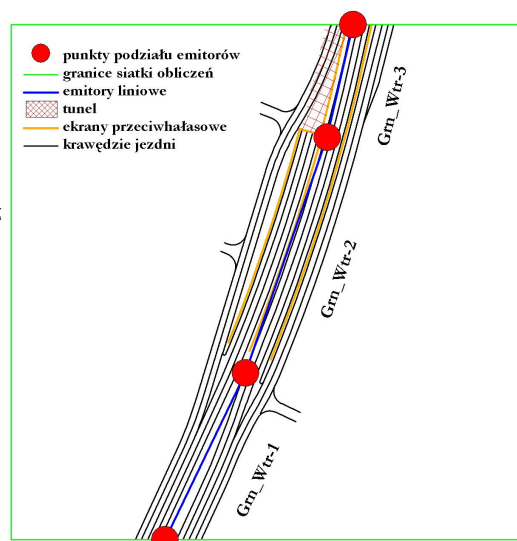 punkty podziału emitorów
granice siatki obliczeń
emitory liniowe
tunel
ekrany przeciwhałasowe
krawędzie jezdni
Grn_Wtr-3
Grn_Wtr-2
Grn_Wtr-1